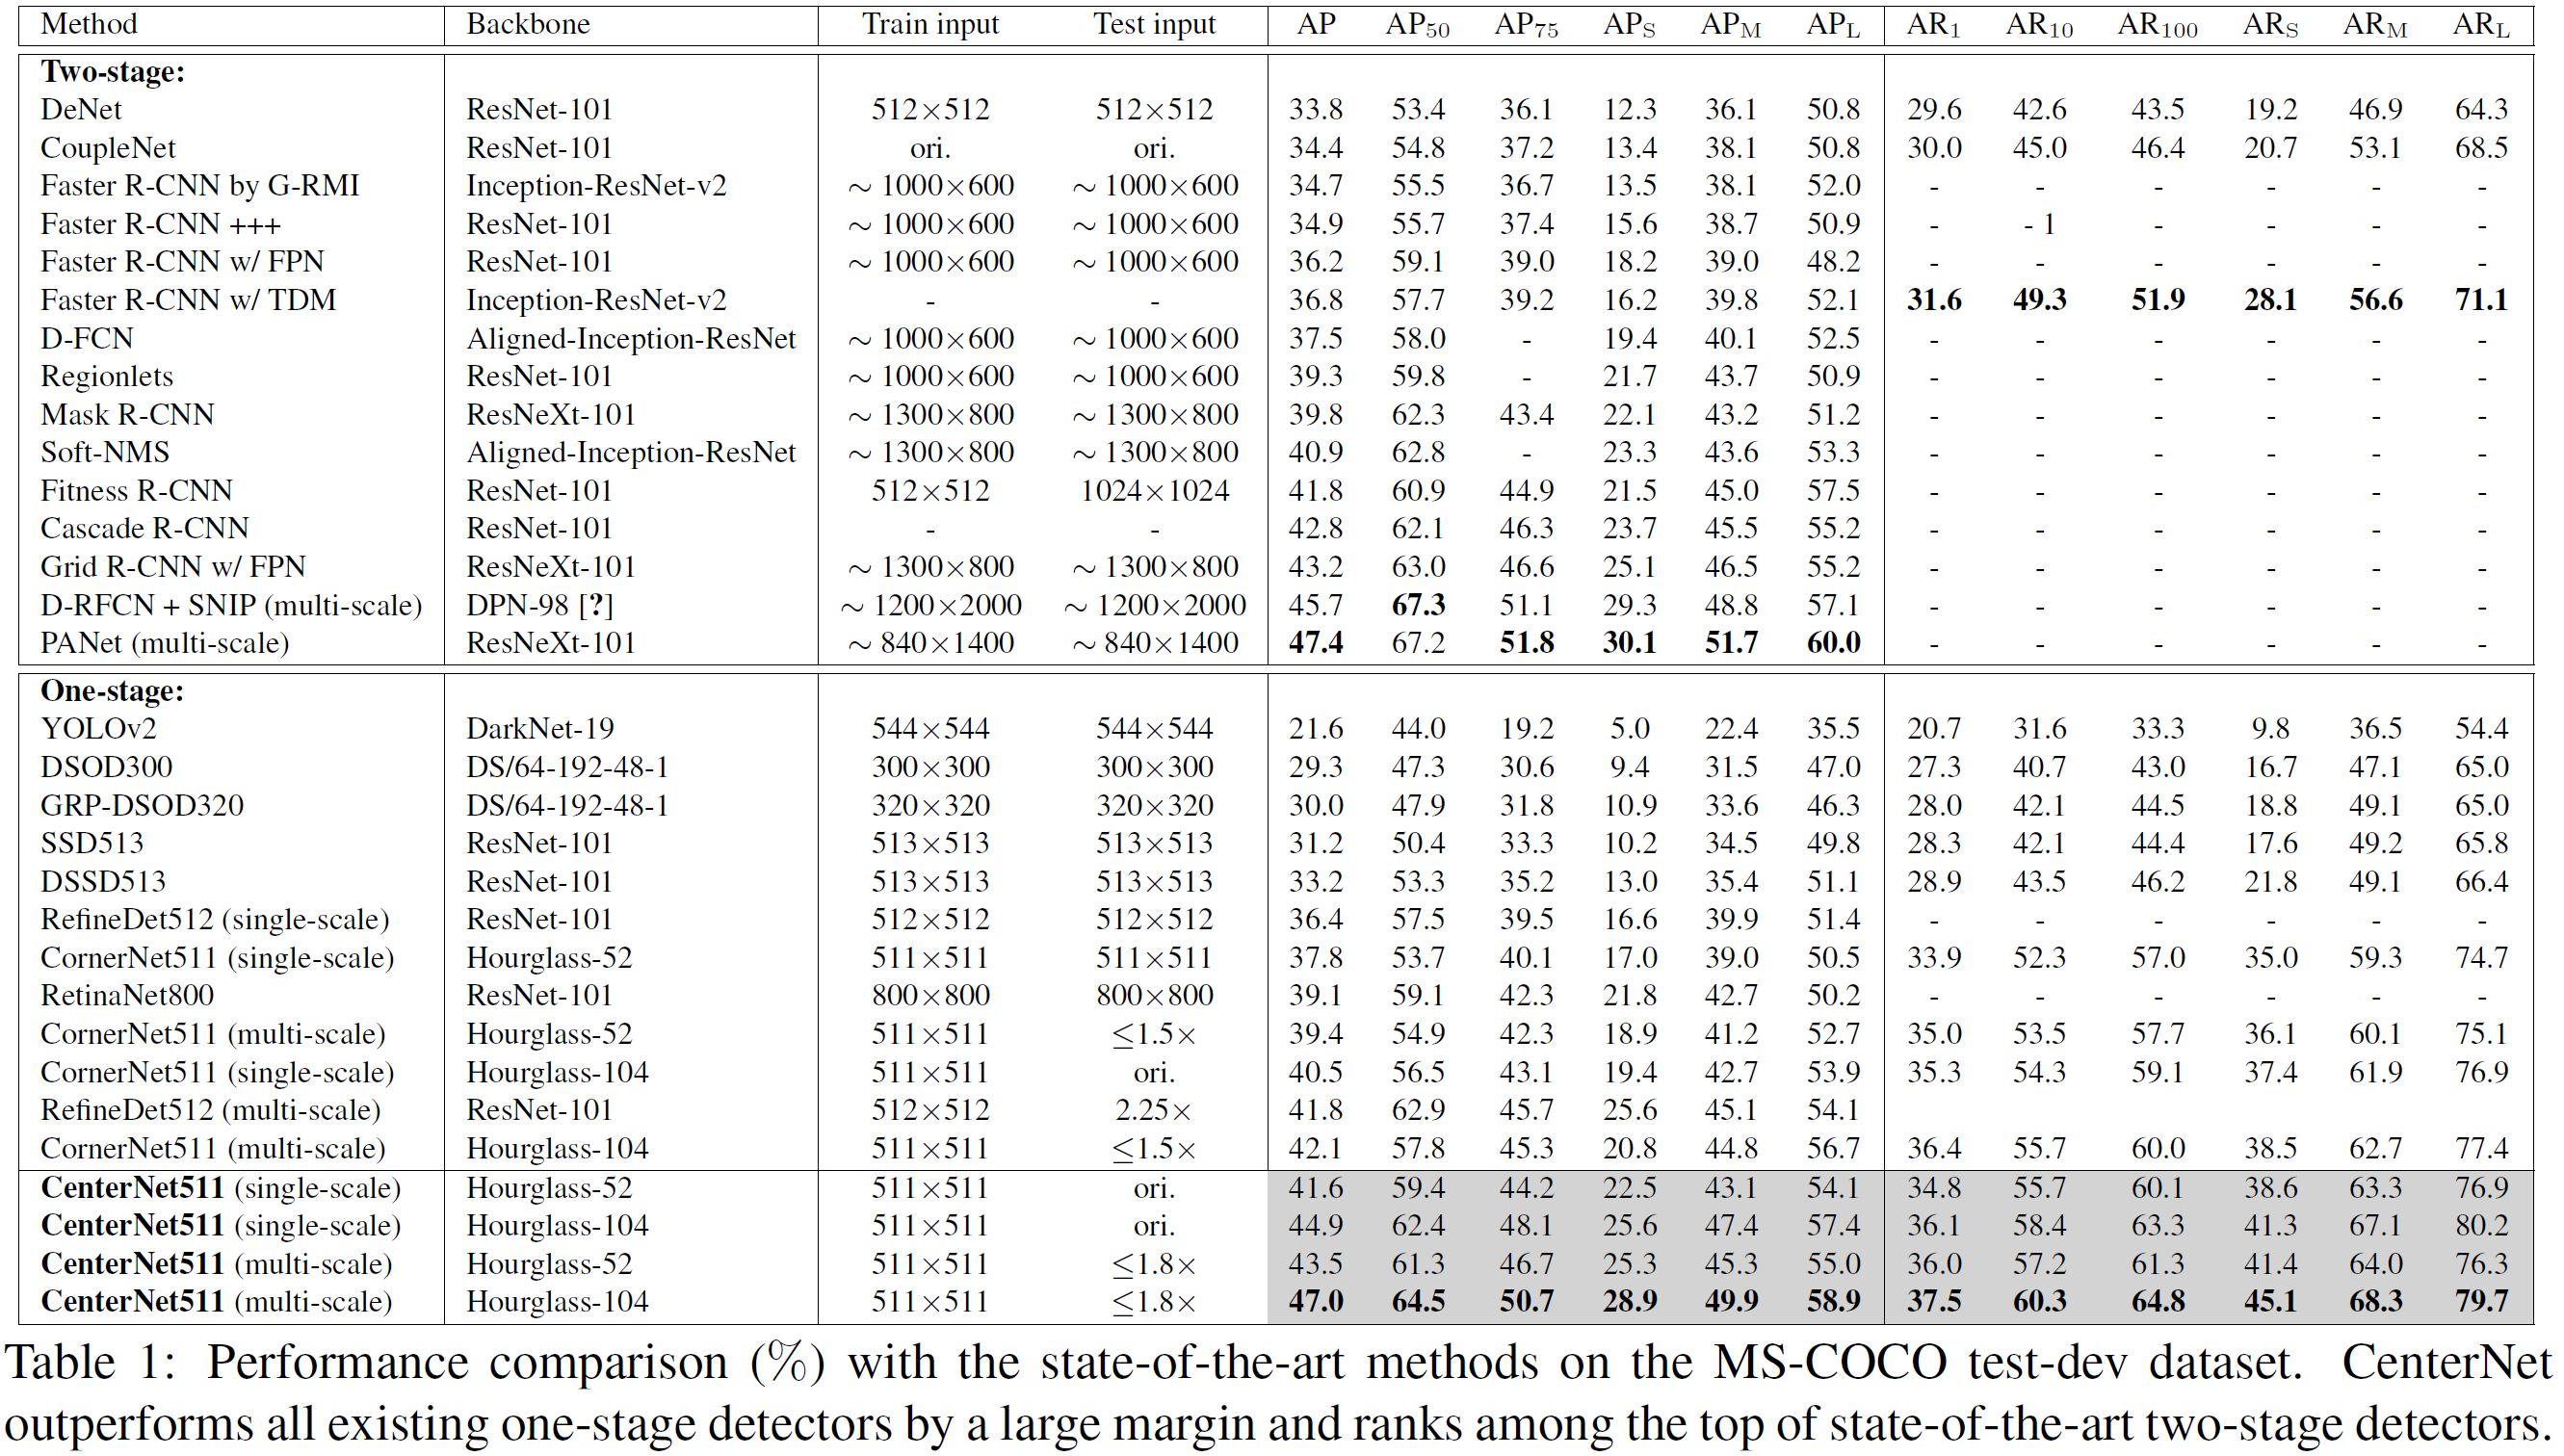 Method Backbone Train input Test input AP AP50 AP75 APS APM APL AR1 AR10 AR100 ARS ARM ARL
Two-stage:
DeNet ResNet-101 512×512 512×512 33.8 53.4 36.1 12.3 36.1 50.8 29.6 42.6 43.5 19.2 46.9 64.3
CoupleNet ResNet-101 ori. ori. 34.4 54.8 37.2 13.4 38.1 50.8 30.0 45.0 46.4 20.7 53.1 68.5
Faster R-CNN by G-RMI Inception-ResNet-v2 ∼ 1000×600 ∼ 1000×600 34.7 55.5 36.7 13.5 38.1 52.0 - - - - - -
Faster R-CNN +++ ResNet-101 ∼ 1000×600 ∼ 1000×600 34.9 55.7 37.4 15.6 38.7 50.9 - - 1 - - - -
Faster R-CNN w/ FPN ResNet-101 ∼ 1000×600 ∼ 1000×600 36.2 59.1 39.0 18.2 39.0 48.2 - - - - - -
Faster R-CNN w/ TDM Inception-ResNet-v2 - - 36.8 57.7 39.2 16.2 39.8 52.1 31.6 49.3 51.9 28.1 56.6 71.1
D-FCN Aligned-Inception-ResNet ∼ 1000×600 ∼ 1000×600 37.5 58.0 - 19.4 40.1 52.5 - - - - - -
Regionlets ResNet-101 ∼ 1000×600 ∼ 1000×600 39.3 59.8 - 21.7 43.7 50.9 - - - - - -
Mask R-CNN ResNeXt-101 ∼ 1300×800 ∼ 1300×800 39.8 62.3 43.4 22.1 43.2 51.2 - - - - - -
Soft-NMS Aligned-Inception-ResNet ∼ 1300×800 ∼ 1300×800 40.9 62.8 - 23.3 43.6 53.3 - - - - - -
Fitness R-CNN ResNet-101 512×512 1024×1024 41.8 60.9 44.9 21.5 45.0 57.5 - - - - - -
Cascade R-CNN ResNet-101 - - 42.8 62.1 46.3 23.7 45.5 55.2 - - - - - -
Grid R-CNN w/ FPN ResNeXt-101 ∼ 1300×800 ∼ 1300×800 43.2 63.0 46.6 25.1 46.5 55.2 - - - - - -
D-RFCN + SNIP (multi-scale) DPN-98 [?] ∼ 1200×2000 ∼ 1200×2000 45.7 67.3 51.1 29.3 48.8 57.1 - - - - - -
PANet (multi-scale) ResNeXt-101 ∼ 840×1400 ∼ 840×1400 47.4 67.2 51.8 30.1 51.7 60.0 - - - - - -
One-stage:
YOLOv2 DarkNet-19 544×544 544×544 21.6 44.0 19.2 5.0 22.4 35.5 20.7 31.6 33.3 9.8 36.5 54.4
DSOD300 DS/64-192-48-1 300×300 300×300 29.3 47.3 30.6 9.4 31.5 47.0 27.3 40.7 43.0 16.7 47.1 65.0
GRP-DSOD320 DS/64-192-48-1 320×320 320×320 30.0 47.9 31.8 10.9 33.6 46.3 28.0 42.1 44.5 18.8 49.1 65.0
SSD513 ResNet-101 513×513 513×513 31.2 50.4 33.3 10.2 34.5 49.8 28.3 42.1 44.4 17.6 49.2 65.8
DSSD513 ResNet-101 513×513 513×513 33.2 53.3 35.2 13.0 35.4 51.1 28.9 43.5 46.2 21.8 49.1 66.4
RefineDet512 (single-scale) ResNet-101 512×512 512×512 36.4 57.5 39.5 16.6 39.9 51.4 - - - - - -
CornerNet511 (single-scale) Hourglass-52 511×511 511×511 37.8 53.7 40.1 17.0 39.0 50.5 33.9 52.3 57.0 35.0 59.3 74.7
RetinaNet800 ResNet-101 800×800 800×800 39.1 59.1 42.3 21.8 42.7 50.2 - - - - - -
CornerNet511 (multi-scale) Hourglass-52 511×511 ≤1.5× 39.4 54.9 42.3 18.9 41.2 52.7 35.0 53.5 57.7 36.1 60.1 75.1
CornerNet511 (single-scale) Hourglass-104 511×511 ori. 40.5 56.5 43.1 19.4 42.7 53.9 35.3 54.3 59.1 37.4 61.9 76.9
RefineDet512 (multi-scale) ResNet-101 512×512 2.25× 41.8 62.9 45.7 25.6 45.1 54.1
CornerNet511 (multi-scale) Hourglass-104 511×511 ≤1.5× 42.1 57.8 45.3 20.8 44.8 56.7 36.4 55.7 60.0 38.5 62.7 77.4
CenterNet511 (single-scale) Hourglass-52 511×511 ori. 41.6 59.4 44.2 22.5 43.1 54.1 34.8 55.7 60.1 38.6 63.3 76.9
CenterNet511 (single-scale) Hourglass-104 511×511 ori. 44.9 62.4 48.1 25.6 47.4 57.4 36.1 58.4 63.3 41.3 67.1 80.2
CenterNet511 (multi-scale) Hourglass-52 511×511 ≤1.8× 43.5 61.3 46.7 25.3 45.3 55.0 36.0 57.2 61.3 41.4 64.0 76.3
CenterNet511 (multi-scale) Hourglass-104 511×511 ≤1.8× 47.0 64.5 50.7 28.9 49.9 58.9 37.5 60.3 64.8 45.1 68.3 79.7
Table 1: Performance comparison (%) with the state-of-the-art methods on the MS-COCO test-dev dataset. CenterNet
outperforms all existing one-stage detectors by a large margin and ranks among the top of state-of-the-art two-stage detectors.